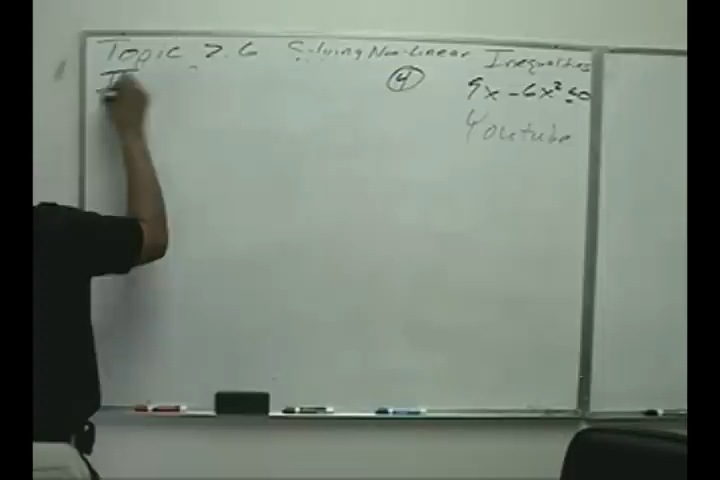 Topic 7.6 Solving Non-Linear Inequalities
④
9x - 6x² ≤ 0
Youtube